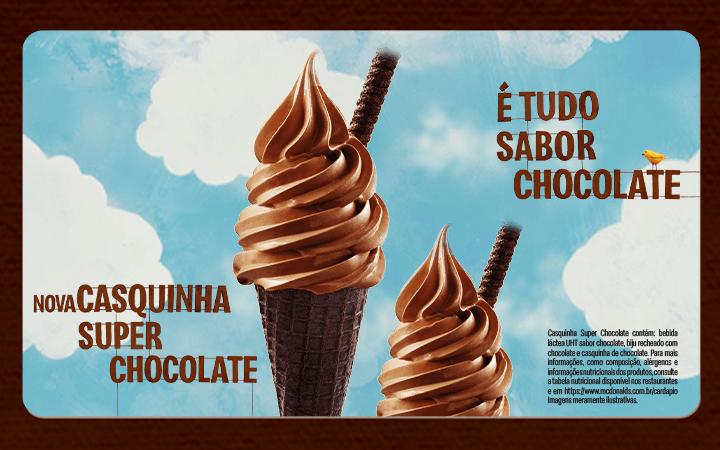 É TUDO
SABOR
CHOCOLATE
NOVA CASQUINHA
SUPER
CHOCOLATE
Casquinha Super Chocolate contém: bebida
láctea UHT sabor chocolate, biju recheado com
chocolate e casquinha de chocolate. Para mais
informações, como composição, alérgenos e
informações nutricionais dos produtos, consulte
a tabela nutricional disponível nos restaurantes
e em https://www.mcdonalds.com.br/cardapio
Imagens meramente ilustrativas.